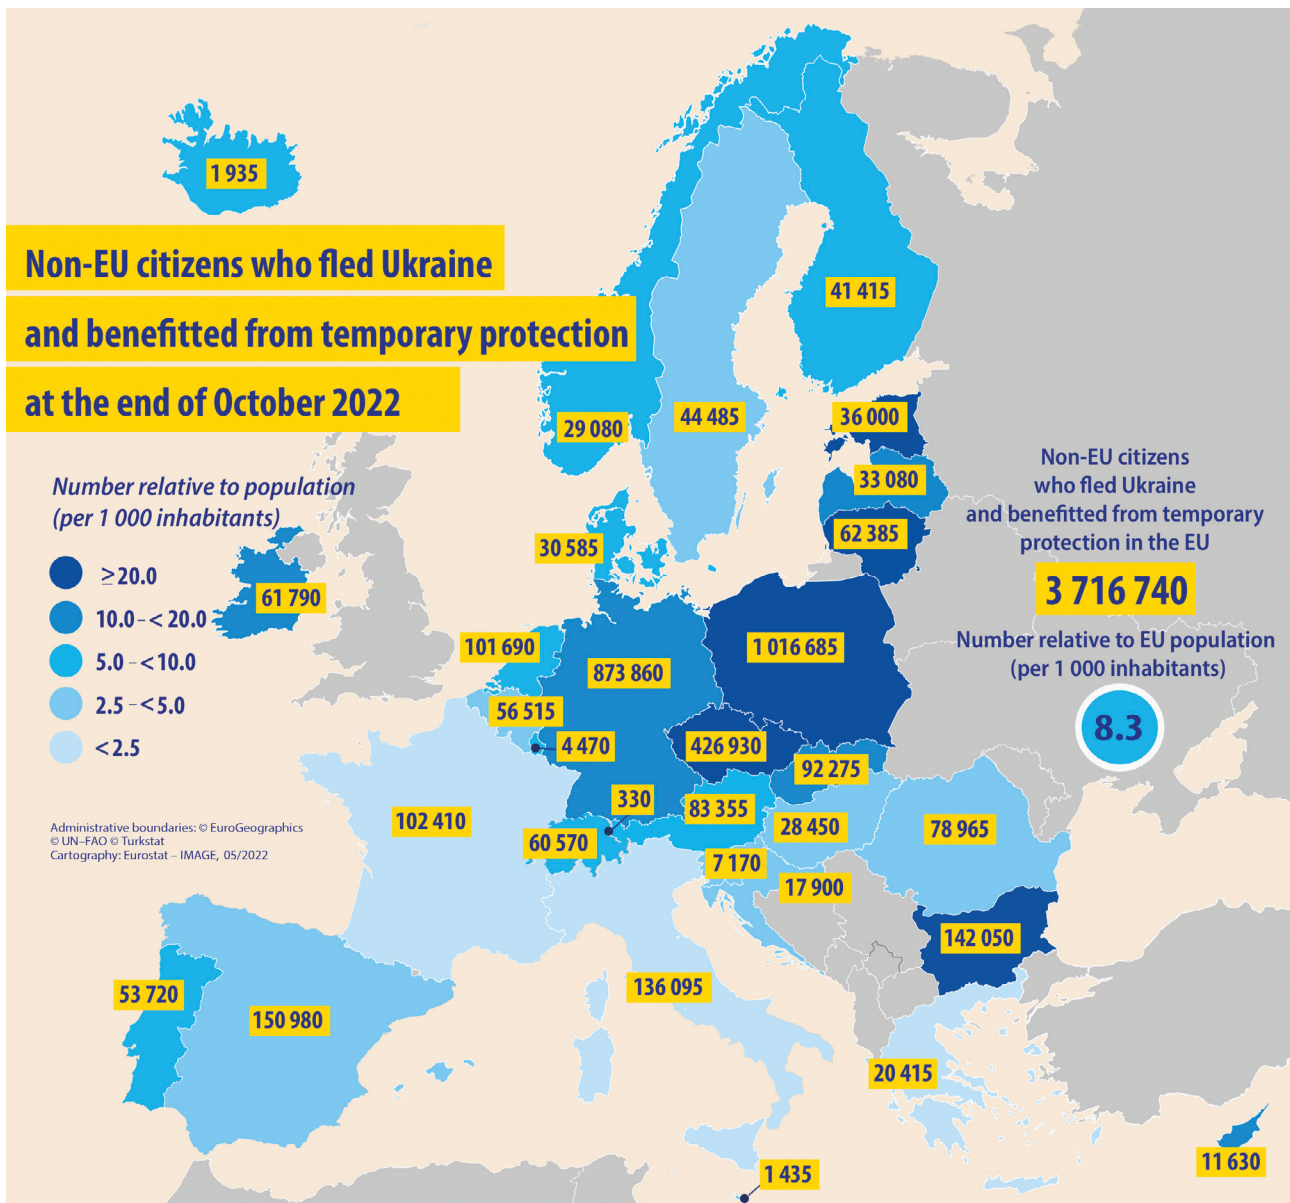 1 935
Non-EU citizens who fled Ukraine
and benefitted from temporary protection
at the end of October 2022
41 415
44 485
29 080
36 000
33 080
62 385
Number relative to population
(per 1 000 inhabitants)
≥20.0
10.0–<20.0
5.0–<10.0
2.5–<5.0
<2.5
Administrative boundaries: © EuroGeographics
© UN–FAO © Turkstat
Cartography: Eurostat – IMAGE, 05/2022
Non-EU citizens
who fled Ukraine
and benefitted from temporary
protection in the EU
3 716 740
Number relative to EU population
(per 1 000 inhabitants)
8.3
30 585
61 790
101 690
873 860
1 016 685
56 515
4 470
426 930
92 275
330
83 355
102 410
60 570
28 450
78 965
7 170
17 900
142 050
53 720
150 980
136 095
20 415
11 630
1 435